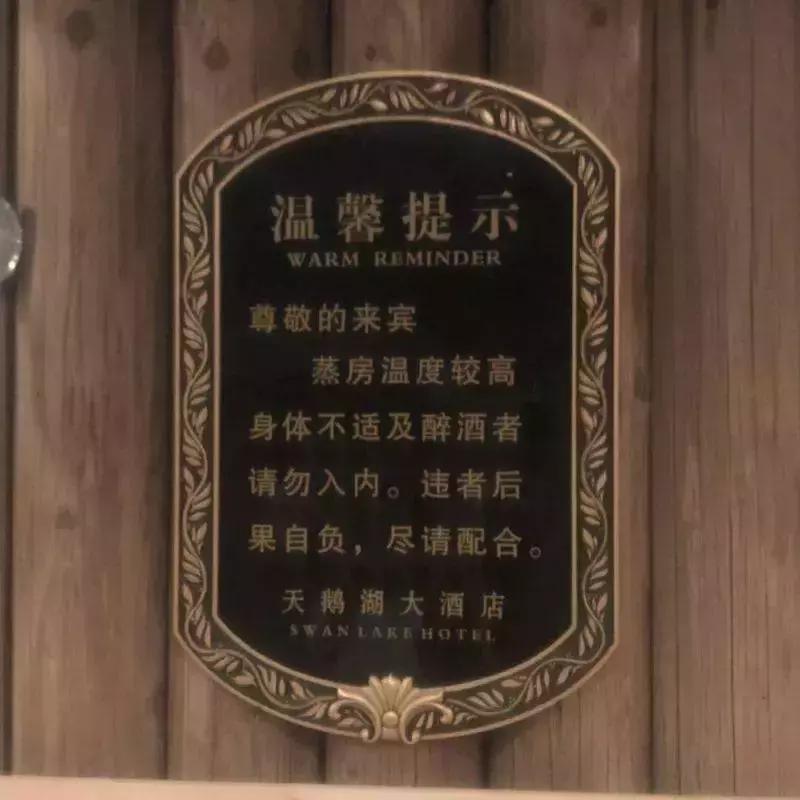 温馨提示
WARM REMINDER
尊敬的来宾
蒸房温度较高
身体不适及醉酒者
请勿入内。违者后
果自负，尽请配合。
天鹅湖大酒店
SWAN LAKE HOTEL